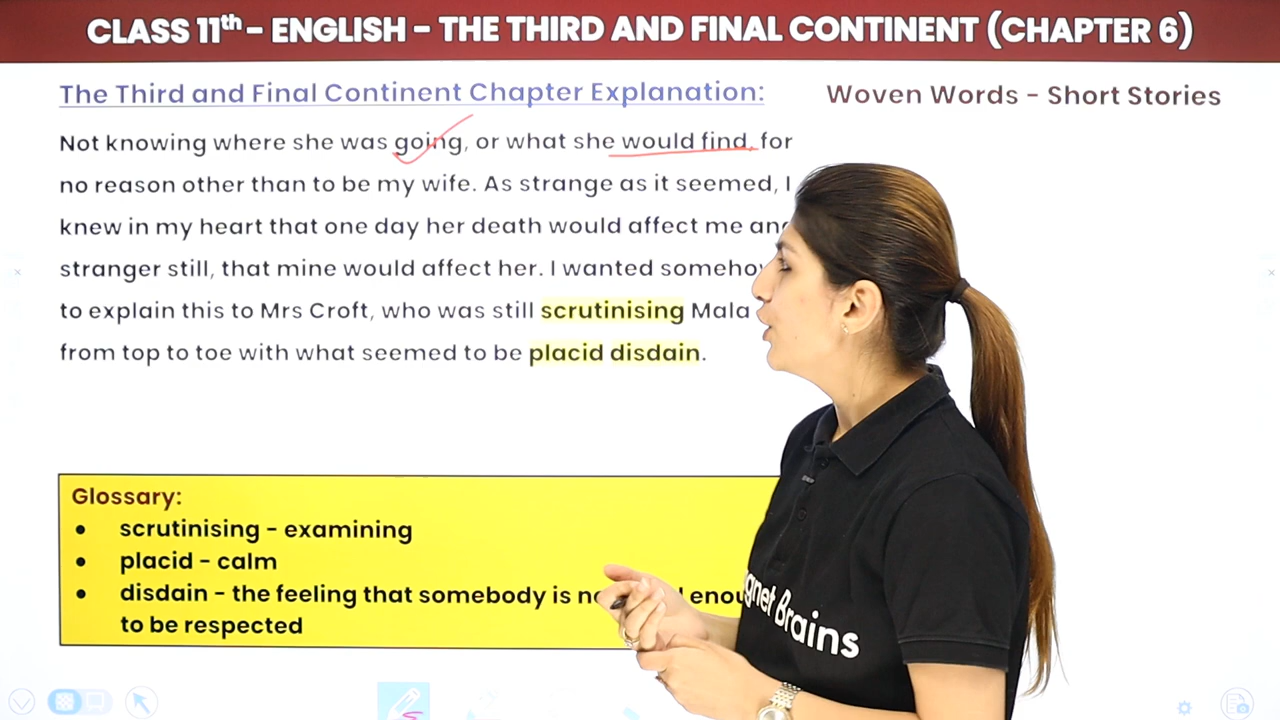 CLASS 11th – ENGLISH – THE THIRD AND FINAL CONTINENT (CHAPTER 6)
The Third and Final Continent Chapter Explanation:
Woven Words – Short Stories
Not knowing where she was going, or what she would find, for
no reason other than to be my wife. As strange as it seemed, I
knew in my heart that one day her death would affect me and
stranger still, that mine would affect her. I wanted somehow
to explain this to Mrs Croft, who was still scrutinising Mala
from top to toe with what seemed to be placid disdain.
Glossary:
• scrutinising – examining
• placid – calm
• disdain – the feeling that somebody is
to be respected
Brains